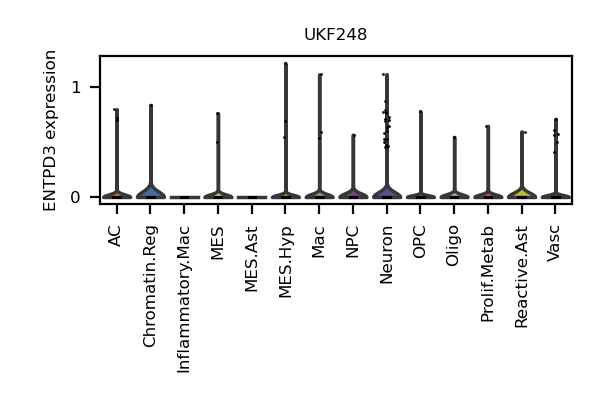 UKF248
ENTPD3 expression
1
0
AC
Chromatin.Reg
Inflammatory.Mac
MES
MES.Ast
MES.Hyp
Mac
NPC
Neuron
OPC
Oligo
Prolif.Metab
Reactive.Ast
Vasc